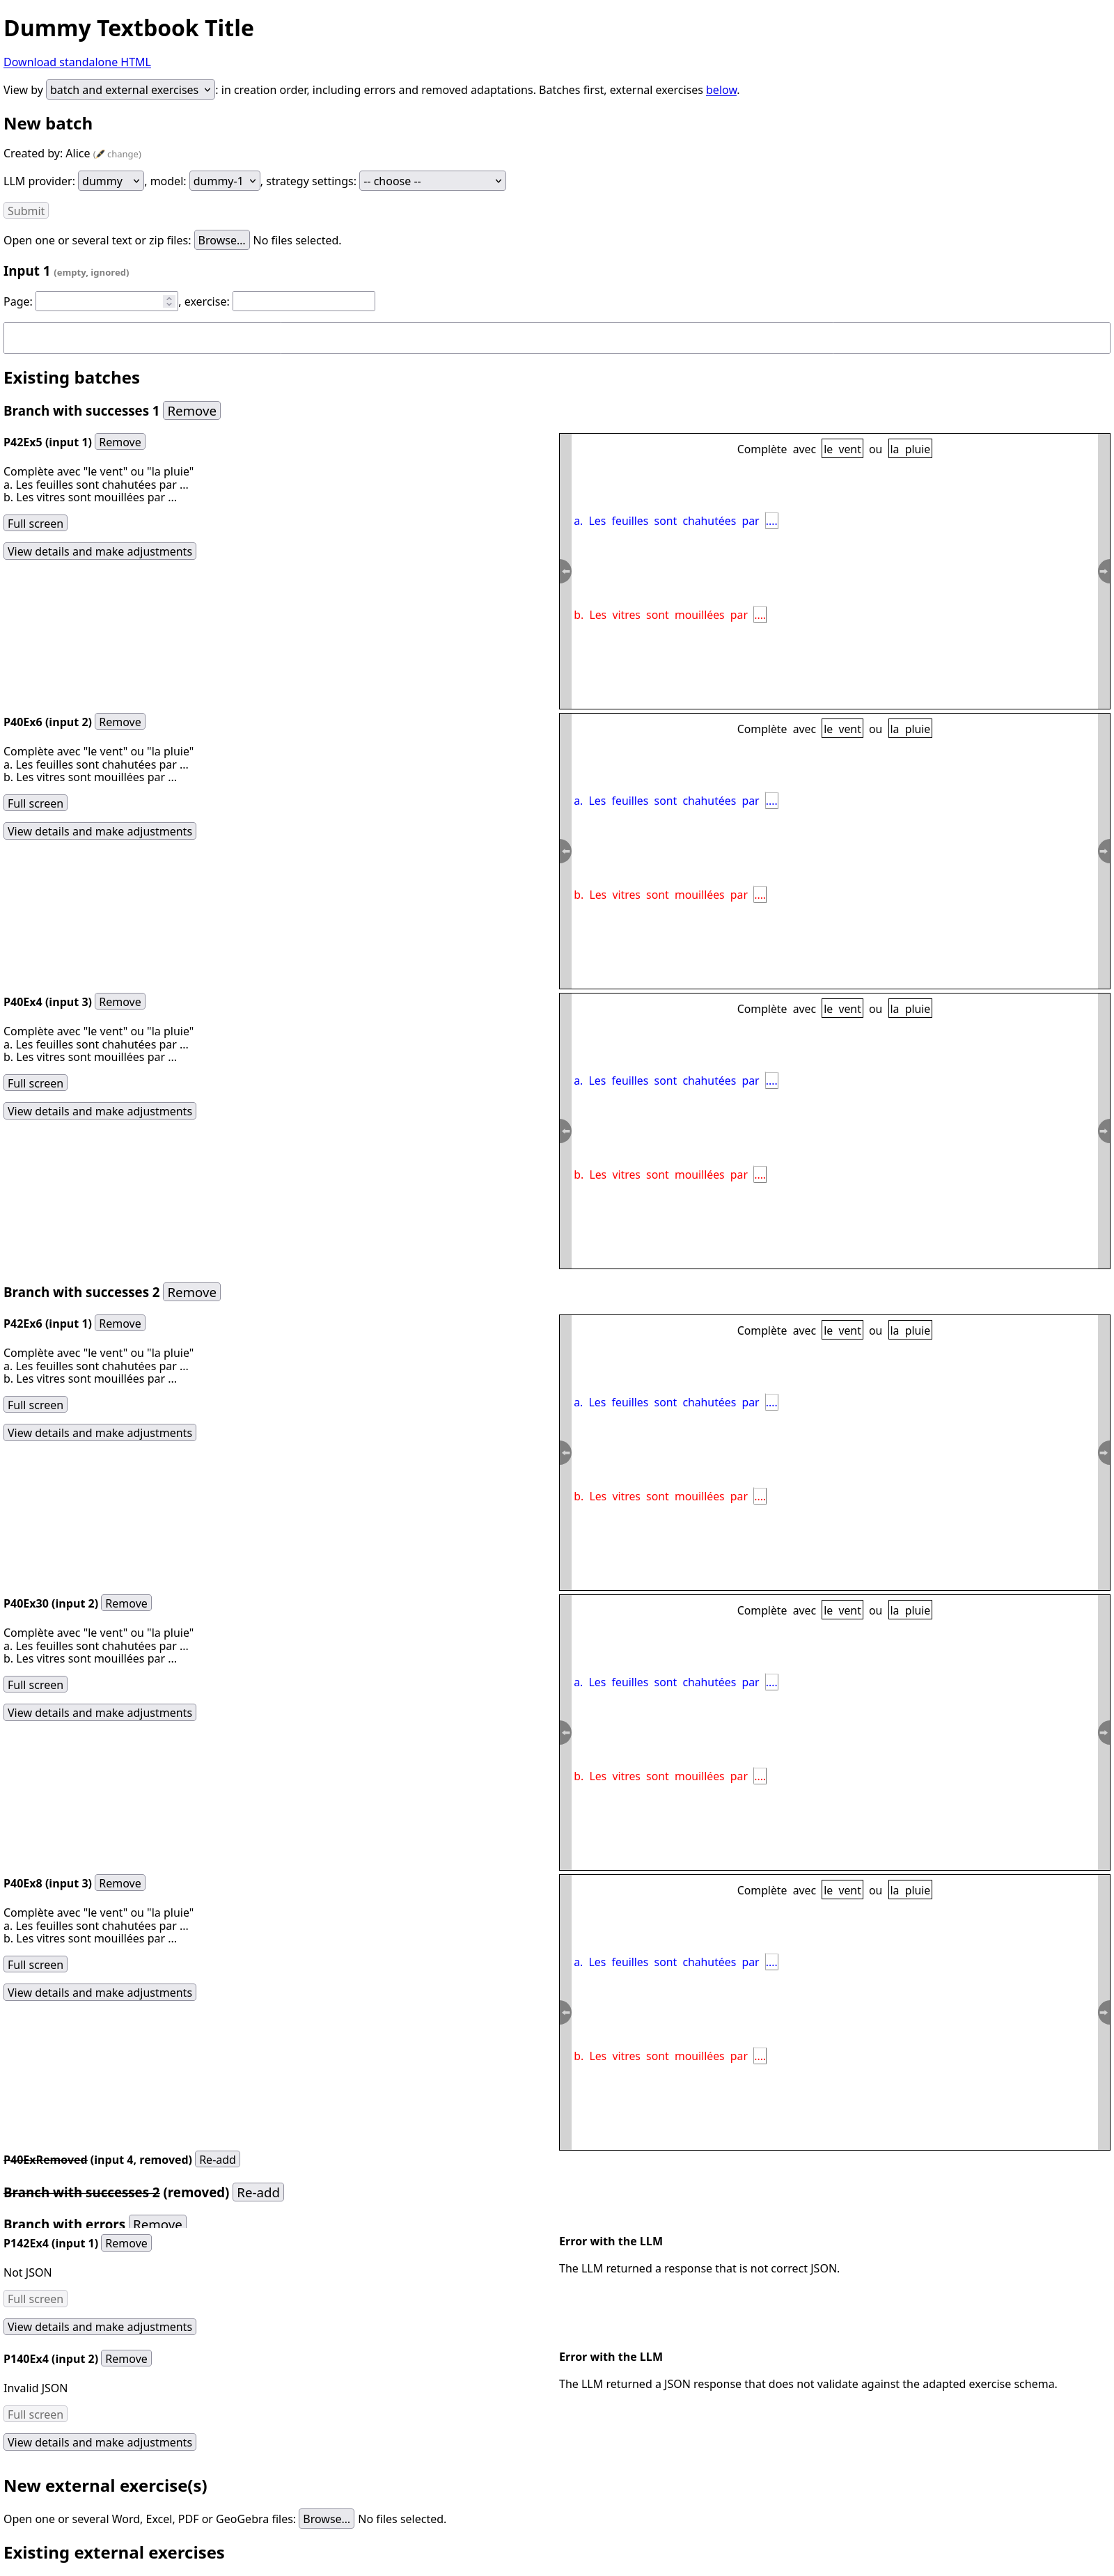 Dummy Textbook Title
Download standalone HTML
View by batch and external exercises : in creation order, including errors and removed adaptations. Batches first, external exercises below.
New batch
Created by: Alice (🖋 change)
LLM provider: dummy , model: dummy-1 , strategy settings: -- choose --
Submit
Open one or several text or zip files: Browse... No files selected.
Input 1 (empty, ignored)
Page: , exercise:
Existing batches
Branch with successes 1 Remove
P42Ex5 (input 1) Remove
Complète avec "le vent" ou "la pluie"
a. Les feuilles sont chahutées par ...
b. Les vitres sont mouillées par ...
Full screen
View details and make adjustments
Complète avec le vent ou la pluie
a. Les feuilles sont chahutées par ....
b. Les vitres sont mouillées par ....
P40Ex6 (input 2) Remove
Complète avec "le vent" ou "la pluie"
a. Les feuilles sont chahutées par ...
b. Les vitres sont mouillées par ...
Full screen
View details and make adjustments
Complète avec le vent ou la pluie
a. Les feuilles sont chahutées par ....
b. Les vitres sont mouillées par ....
P40Ex4 (input 3) Remove
Complète avec "le vent" ou "la pluie"
a. Les feuilles sont chahutées par ...
b. Les vitres sont mouillées par ...
Full screen
View details and make adjustments
Complète avec le vent ou la pluie
a. Les feuilles sont chahutées par ....
b. Les vitres sont mouillées par ....
Branch with successes 2 Remove
P42Ex6 (input 1) Remove
Complète avec "le vent" ou "la pluie"
a. Les feuilles sont chahutées par ...
b. Les vitres sont mouillées par ...
Full screen
View details and make adjustments
Complète avec le vent ou la pluie
a. Les feuilles sont chahutées par ....
b. Les vitres sont mouillées par ....
P40Ex30 (input 2) Remove
Complète avec "le vent" ou "la pluie"
a. Les feuilles sont chahutées par ...
b. Les vitres sont mouillées par ...
Full screen
View details and make adjustments
Complète avec le vent ou la pluie
a. Les feuilles sont chahutées par ....
b. Les vitres sont mouillées par ....
P40Ex8 (input 3) Remove
Complète avec "le vent" ou "la pluie"
a. Les feuilles sont chahutées par ...
b. Les vitres sont mouillées par ...
Full screen
View details and make adjustments
Complète avec le vent ou la pluie
a. Les feuilles sont chahutées par ....
b. Les vitres sont mouillées par ....
P40ExRemoved (input 4, removed) Re-add
Branch with successes 2 (removed) Re-add
Branch with errors Remove
P142Ex4 (input 1) Remove
Not JSON
Full screen
View details and make adjustments
Error with the LLM
The LLM returned a response that is not correct JSON.
P140Ex4 (input 2) Remove
Invalid JSON
Full screen
View details and make adjustments
Error with the LLM
The LLM returned a JSON response that does not validate against the adapted exercise schema.
New external exercise(s)
Open one or several Word, Excel, PDF or GeoGebra files: Browse... No files selected.
Existing external exercises